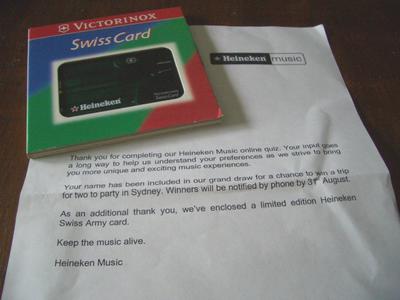 VICTORINOX
Swiss Card
Heineken
SwissCard
Heineken music
Thank you for completing our Heineken Music online quiz. Your input goes
a long way to help us understand your preferences as we strive to bring
you more unique and exciting music experiences.
Your name has been included in our grand draw for a chance to win a trip
for two to party in Sydney. Winners will be notified by phone by 31st August.
As an additional thank you, we've enclosed a limited edition Heineken
Swiss Army card.
Keep the music alive.
Heineken Music